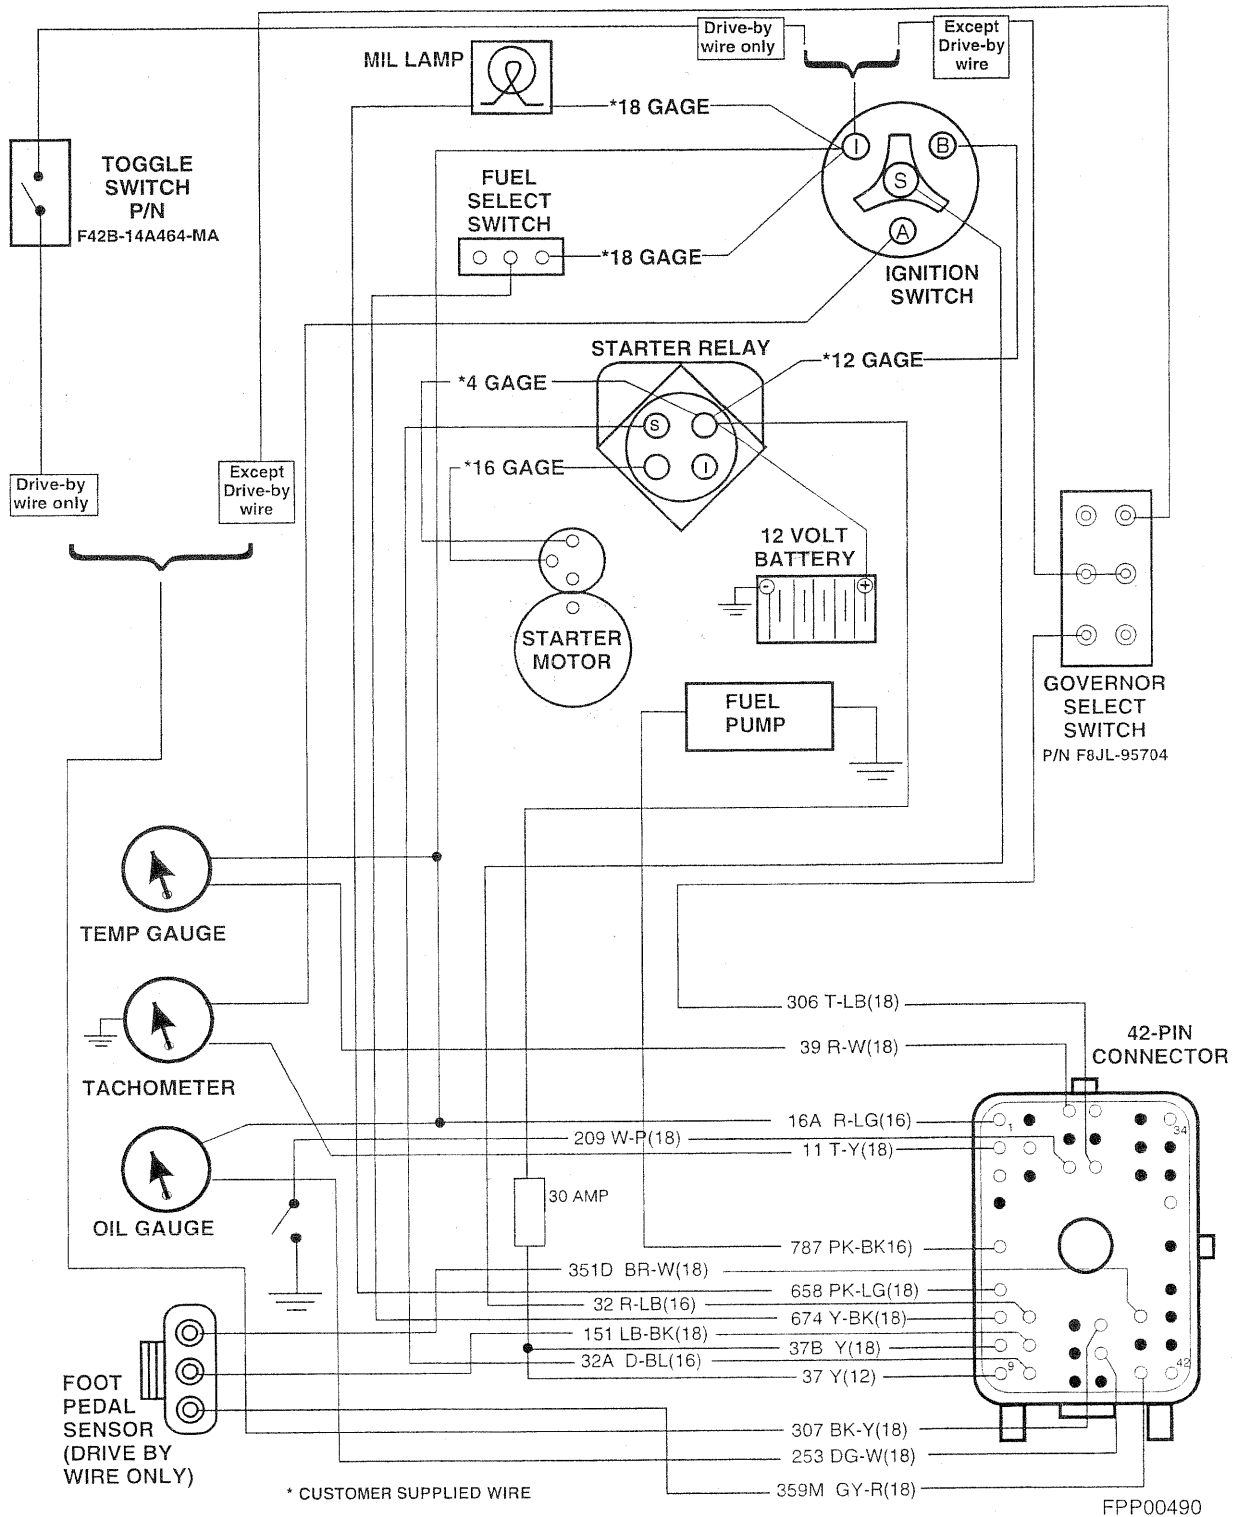 Drive-by
wire only
Except
Drive-by
wire
MIL LAMP
*18 GAGE
I
B
S
A
TOGGLE
SWITCH
P/N
F42B-14A464-MA
FUEL
SELECT
SWITCH
*18 GAGE
IGNITION
SWITCH
STARTER RELAY
*12 GAGE
*4 GAGE
S
I
*16 GAGE
Drive-by
wire only
Except
Drive-by
wire
12 VOLT
BATTERY
- +
STARTER
MOTOR
FUEL
PUMP
GOVERNOR
SELECT
SWITCH
P/N F8JL-95704
TEMP GAUGE
306 T-LB(18)
39 R-W(18)
42-PIN
CONNECTOR
TACHOMETER
16A R-LG(16)
209 W-P(18)
11 T-Y(18)
1
34
30 AMP
OIL GAUGE
787 PK-BK16)
351D BR-W(18)
658 PK-LG(18)
32 R-LB(16)
674 Y-BK(18)
151 LB-BK(18)
37B Y(18)
32A D-BL(16)
37 Y(12)
9
42
FOOT
PEDAL
SENSOR
(DRIVE BY
WIRE ONLY)
307 BK-Y(18)
253 DG-W(18)
359M GY-R(18)
* CUSTOMER SUPPLIED WIRE
FPP00490